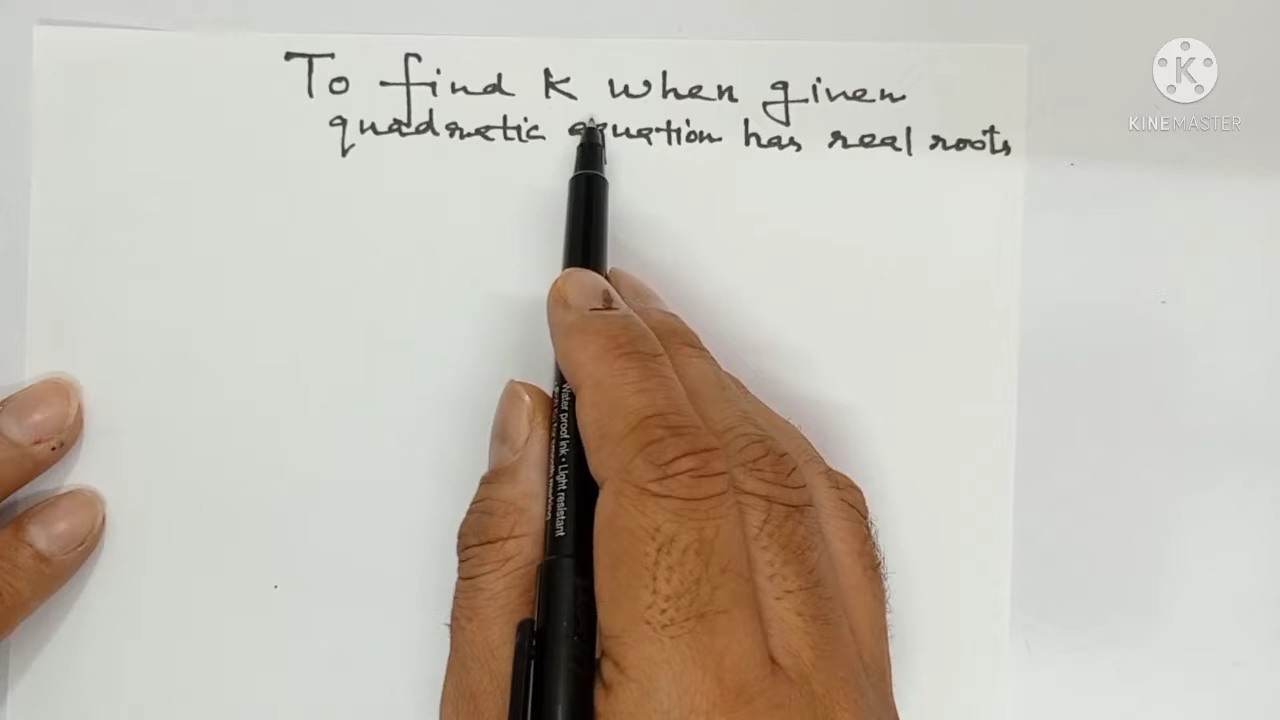 To find K when given
quadratic equation has real roots
K
KINEMASTER
Water proof Ink • Light resistant